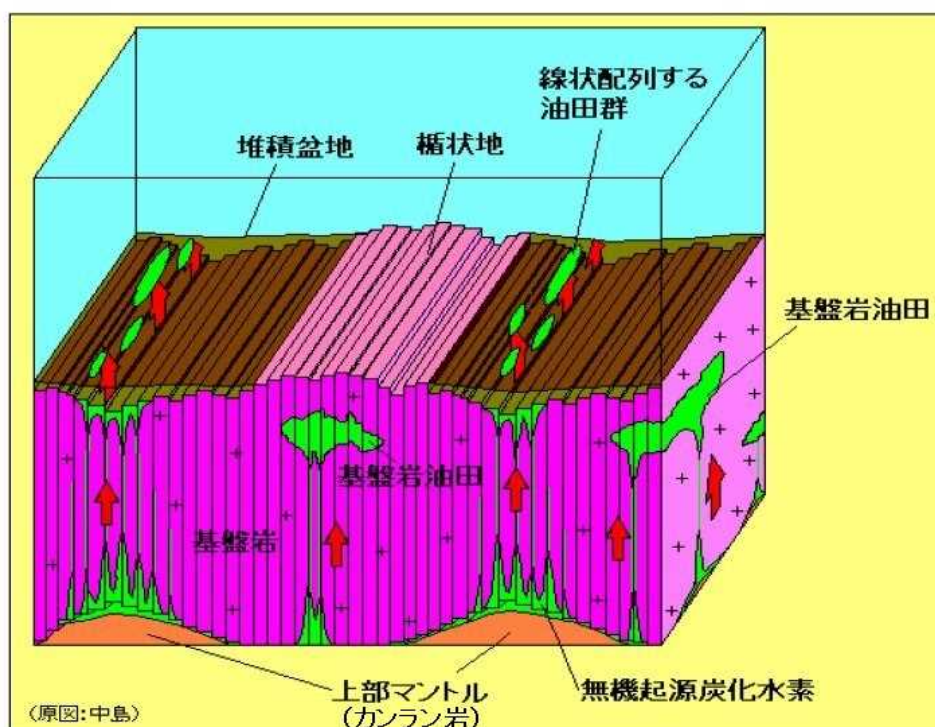 線状配列する
油田群
堆積盆地
楯状地
基盤岩油田
基盤岩油田
基盤岩
上部マントル
(カンラン岩)
無機起源炭化水素
(原図:中島)